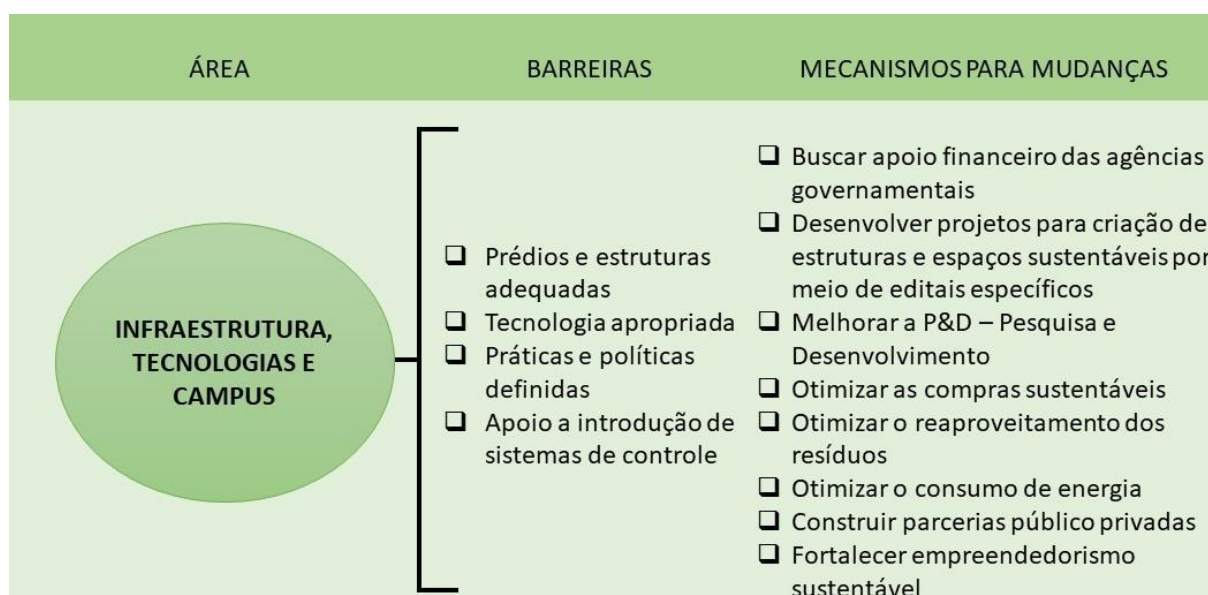 ÁREA
BARREIRAS
MECANISMOS PARA MUDANÇAS
INFRAESTRUTURA,
TECNOLOGIAS E
CAMPUS
❑ Prédios e estruturas
adequadas
❑ Tecnologia apropriada
❑ Práticas e políticas
definidas
❑ Apoio a introdução de
sistemas de controle
❑ Buscar apoio financeiro das agências
governamentais
❑ Desenvolver projetos para criação de
estruturas e espaços sustentáveis por
meio de editais específicos
❑ Melhorar a P&D – Pesquisa e
Desenvolvimento
❑ Otimizar as compras sustentáveis
❑ Otimizar o reaproveitamento dos
resíduos
❑ Otimizar o consumo de energia
❑ Construir parcerias público privadas
❑ Fortalecer empreendedorismo
sustentável